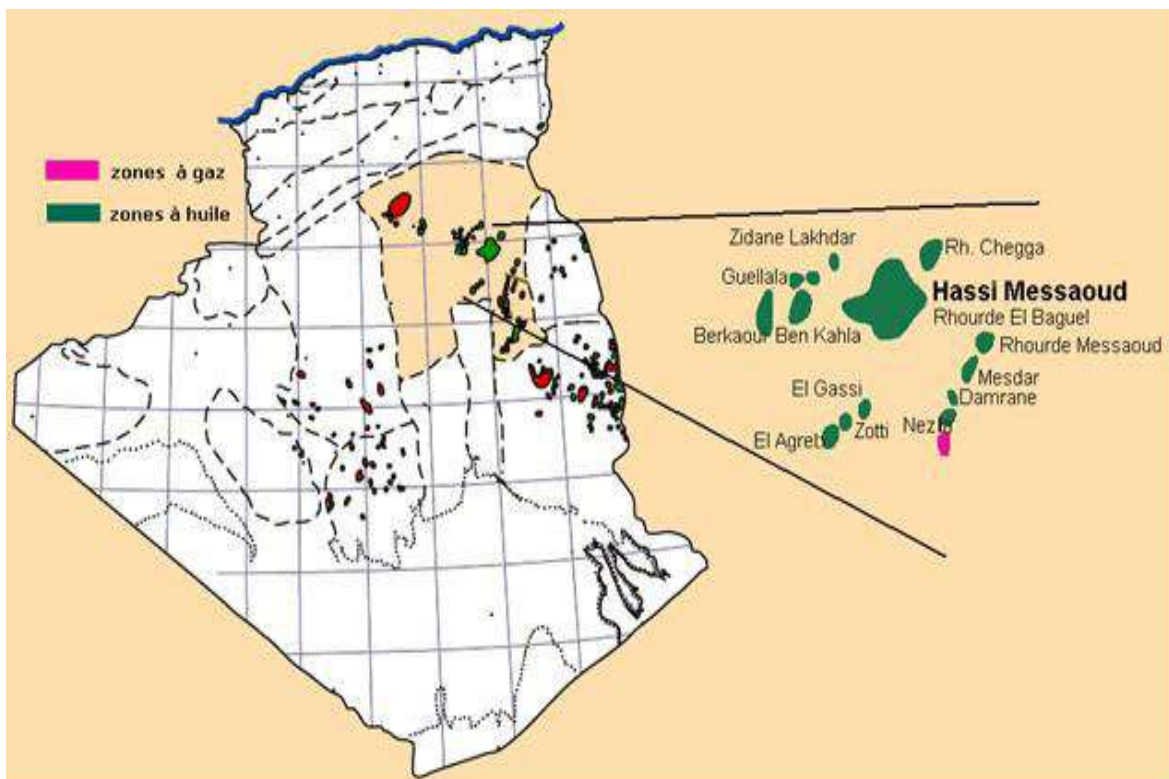 zones à gaz
zones à huile
Zidane Lakhdar
Rh. Chegga
Guellala
Hassi Messaoud
Rhourde El Baguel
Berkaoui Ben Kahla
Rhourde Messaoud
Mesdar
El Gassi
Damrane
Zotti
El Agreb